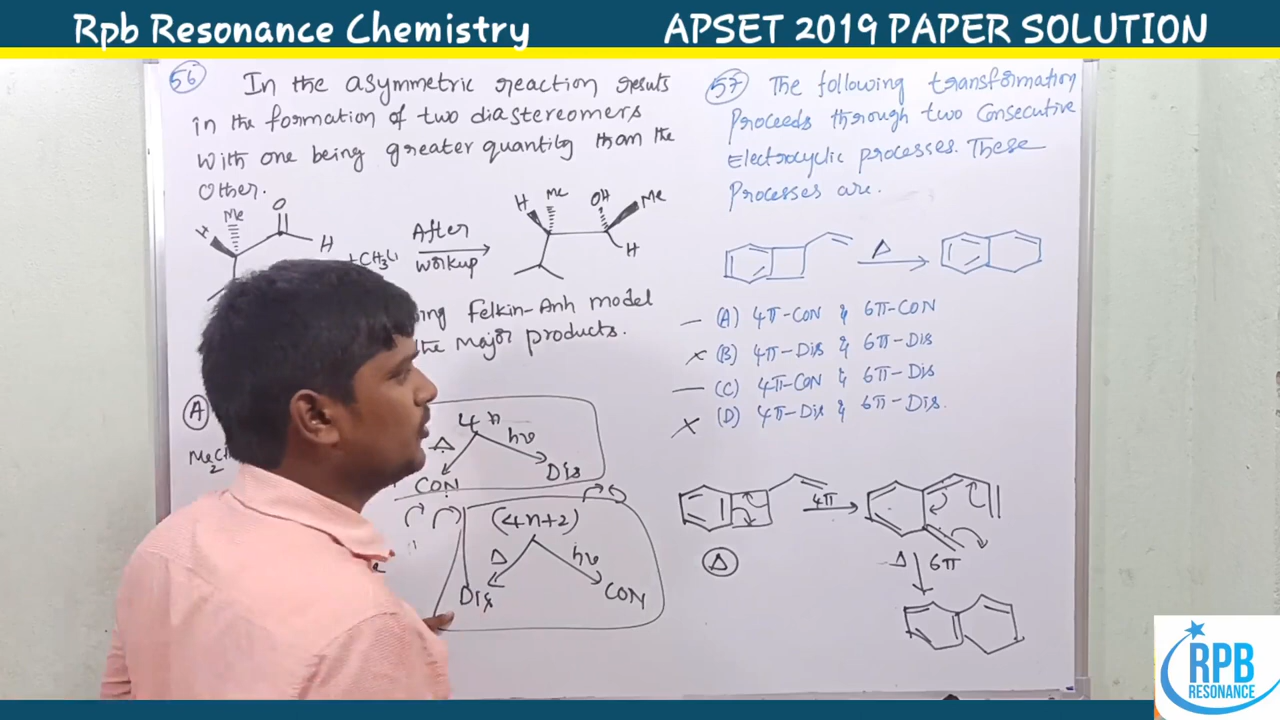 Rpb Resonance Chemistry
APSET 2019 PAPER SOLUTION
56 In the asymmetric reaction results
in the formation of two diastereomers
with one being greater quantity than the
other.
H Me O H
+CH3Li
After
workup
H Me OH Me H
ing Felkin-Anh model
the major products.
A
4n
Δ hν
CON Dis
(4n+2)
Δ hν
Dis CON
57 The following transformation
Proceeds through two Consecutive
Electrocyclic processes. These
Processes are.
Δ
(A) 4π-CON & 6π-CON
(B) 4π-Dis & 6π-Dis
(C) 4π-CON & 6π-Dis
(D) 4π-Dis & 6π-Dis.
4π
Δ
Δ 6π
RPB
RESONANCE